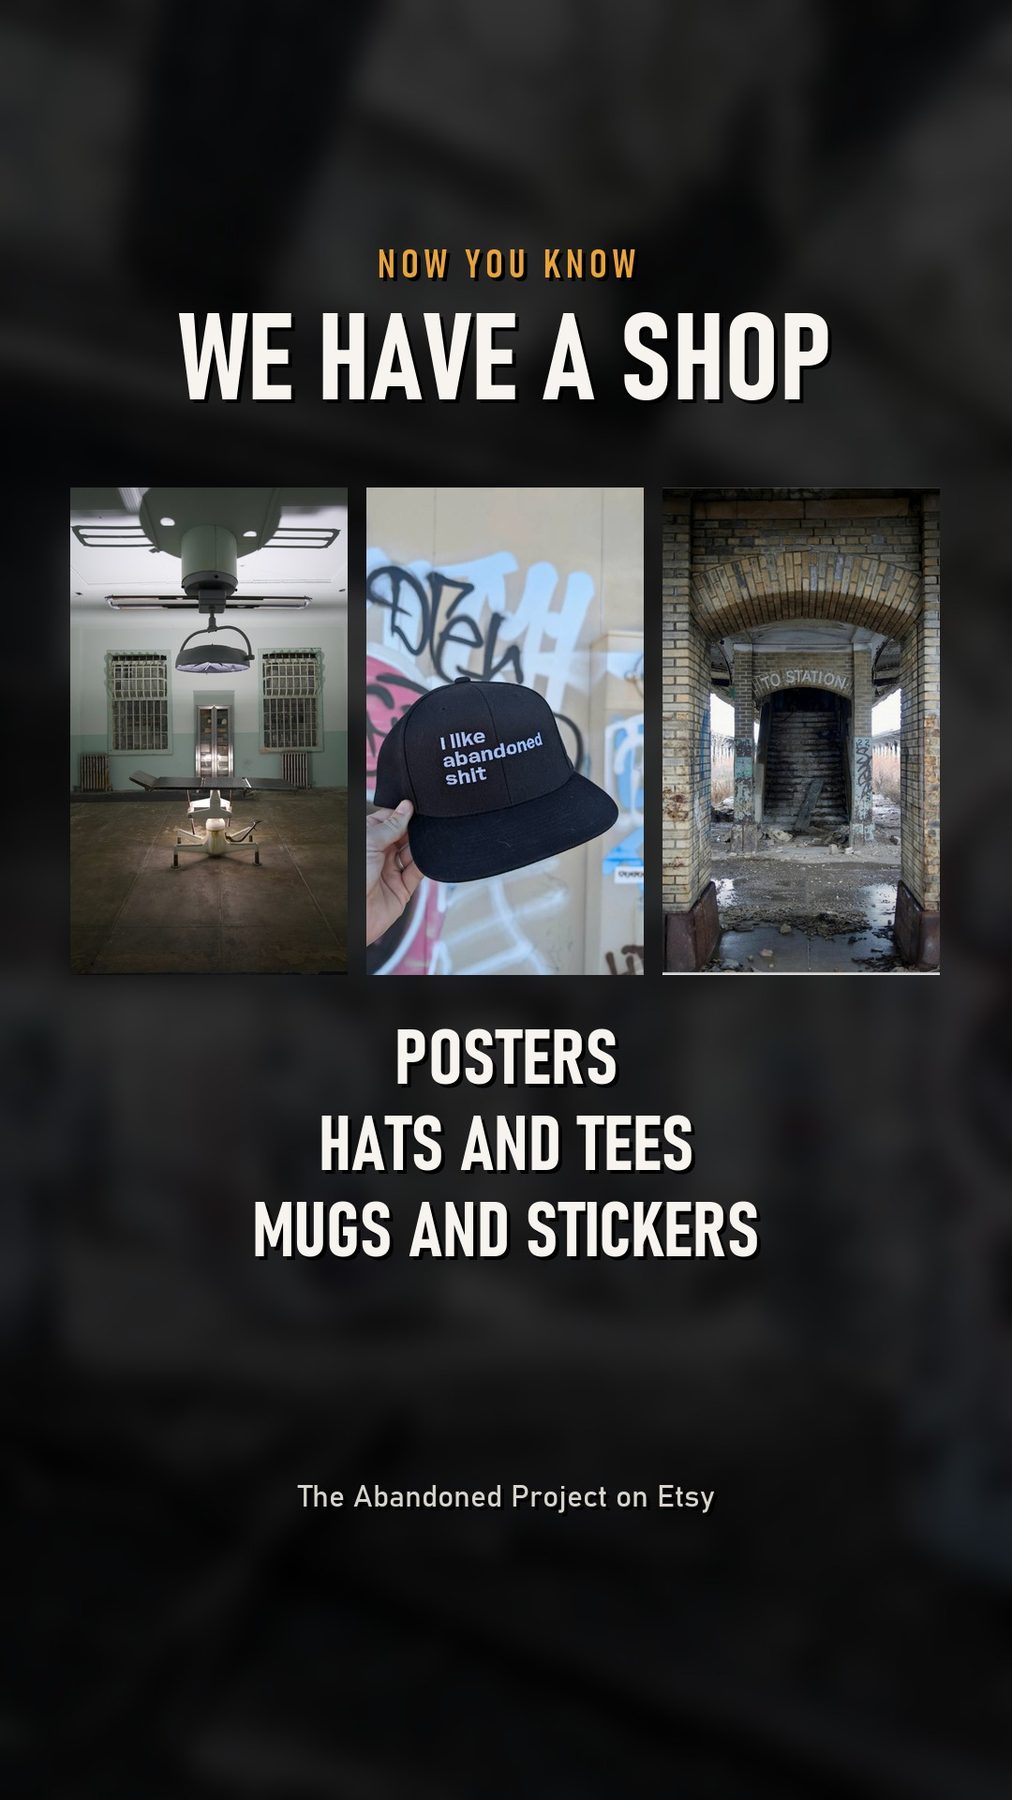 NOW YOU KNOW
WE HAVE A SHOP
I like
abandoned
shit
TO STATION
POSTERS
HATS AND TEES
MUGS AND STICKERS
The Abandoned Project on Etsy